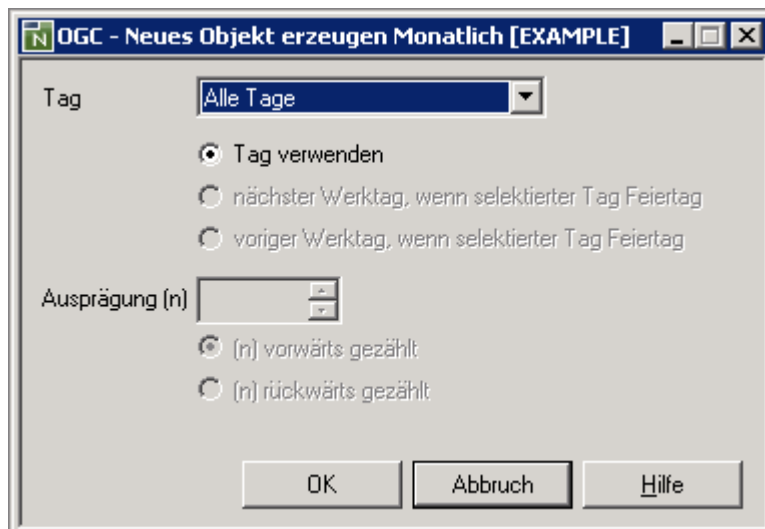 OGC - Neues Objekt erzeugen Monatlich [EXAMPLE]
Tag Alle Tage
Tag verwenden
nächster Werktag, wenn selektierter Tag Feiertag
voriger Werktag, wenn selektierter Tag Feiertag
Ausprägung (n)
(n) vorwärts gezählt
(n) rückwärts gezählt
OK Abbruch Hilfe